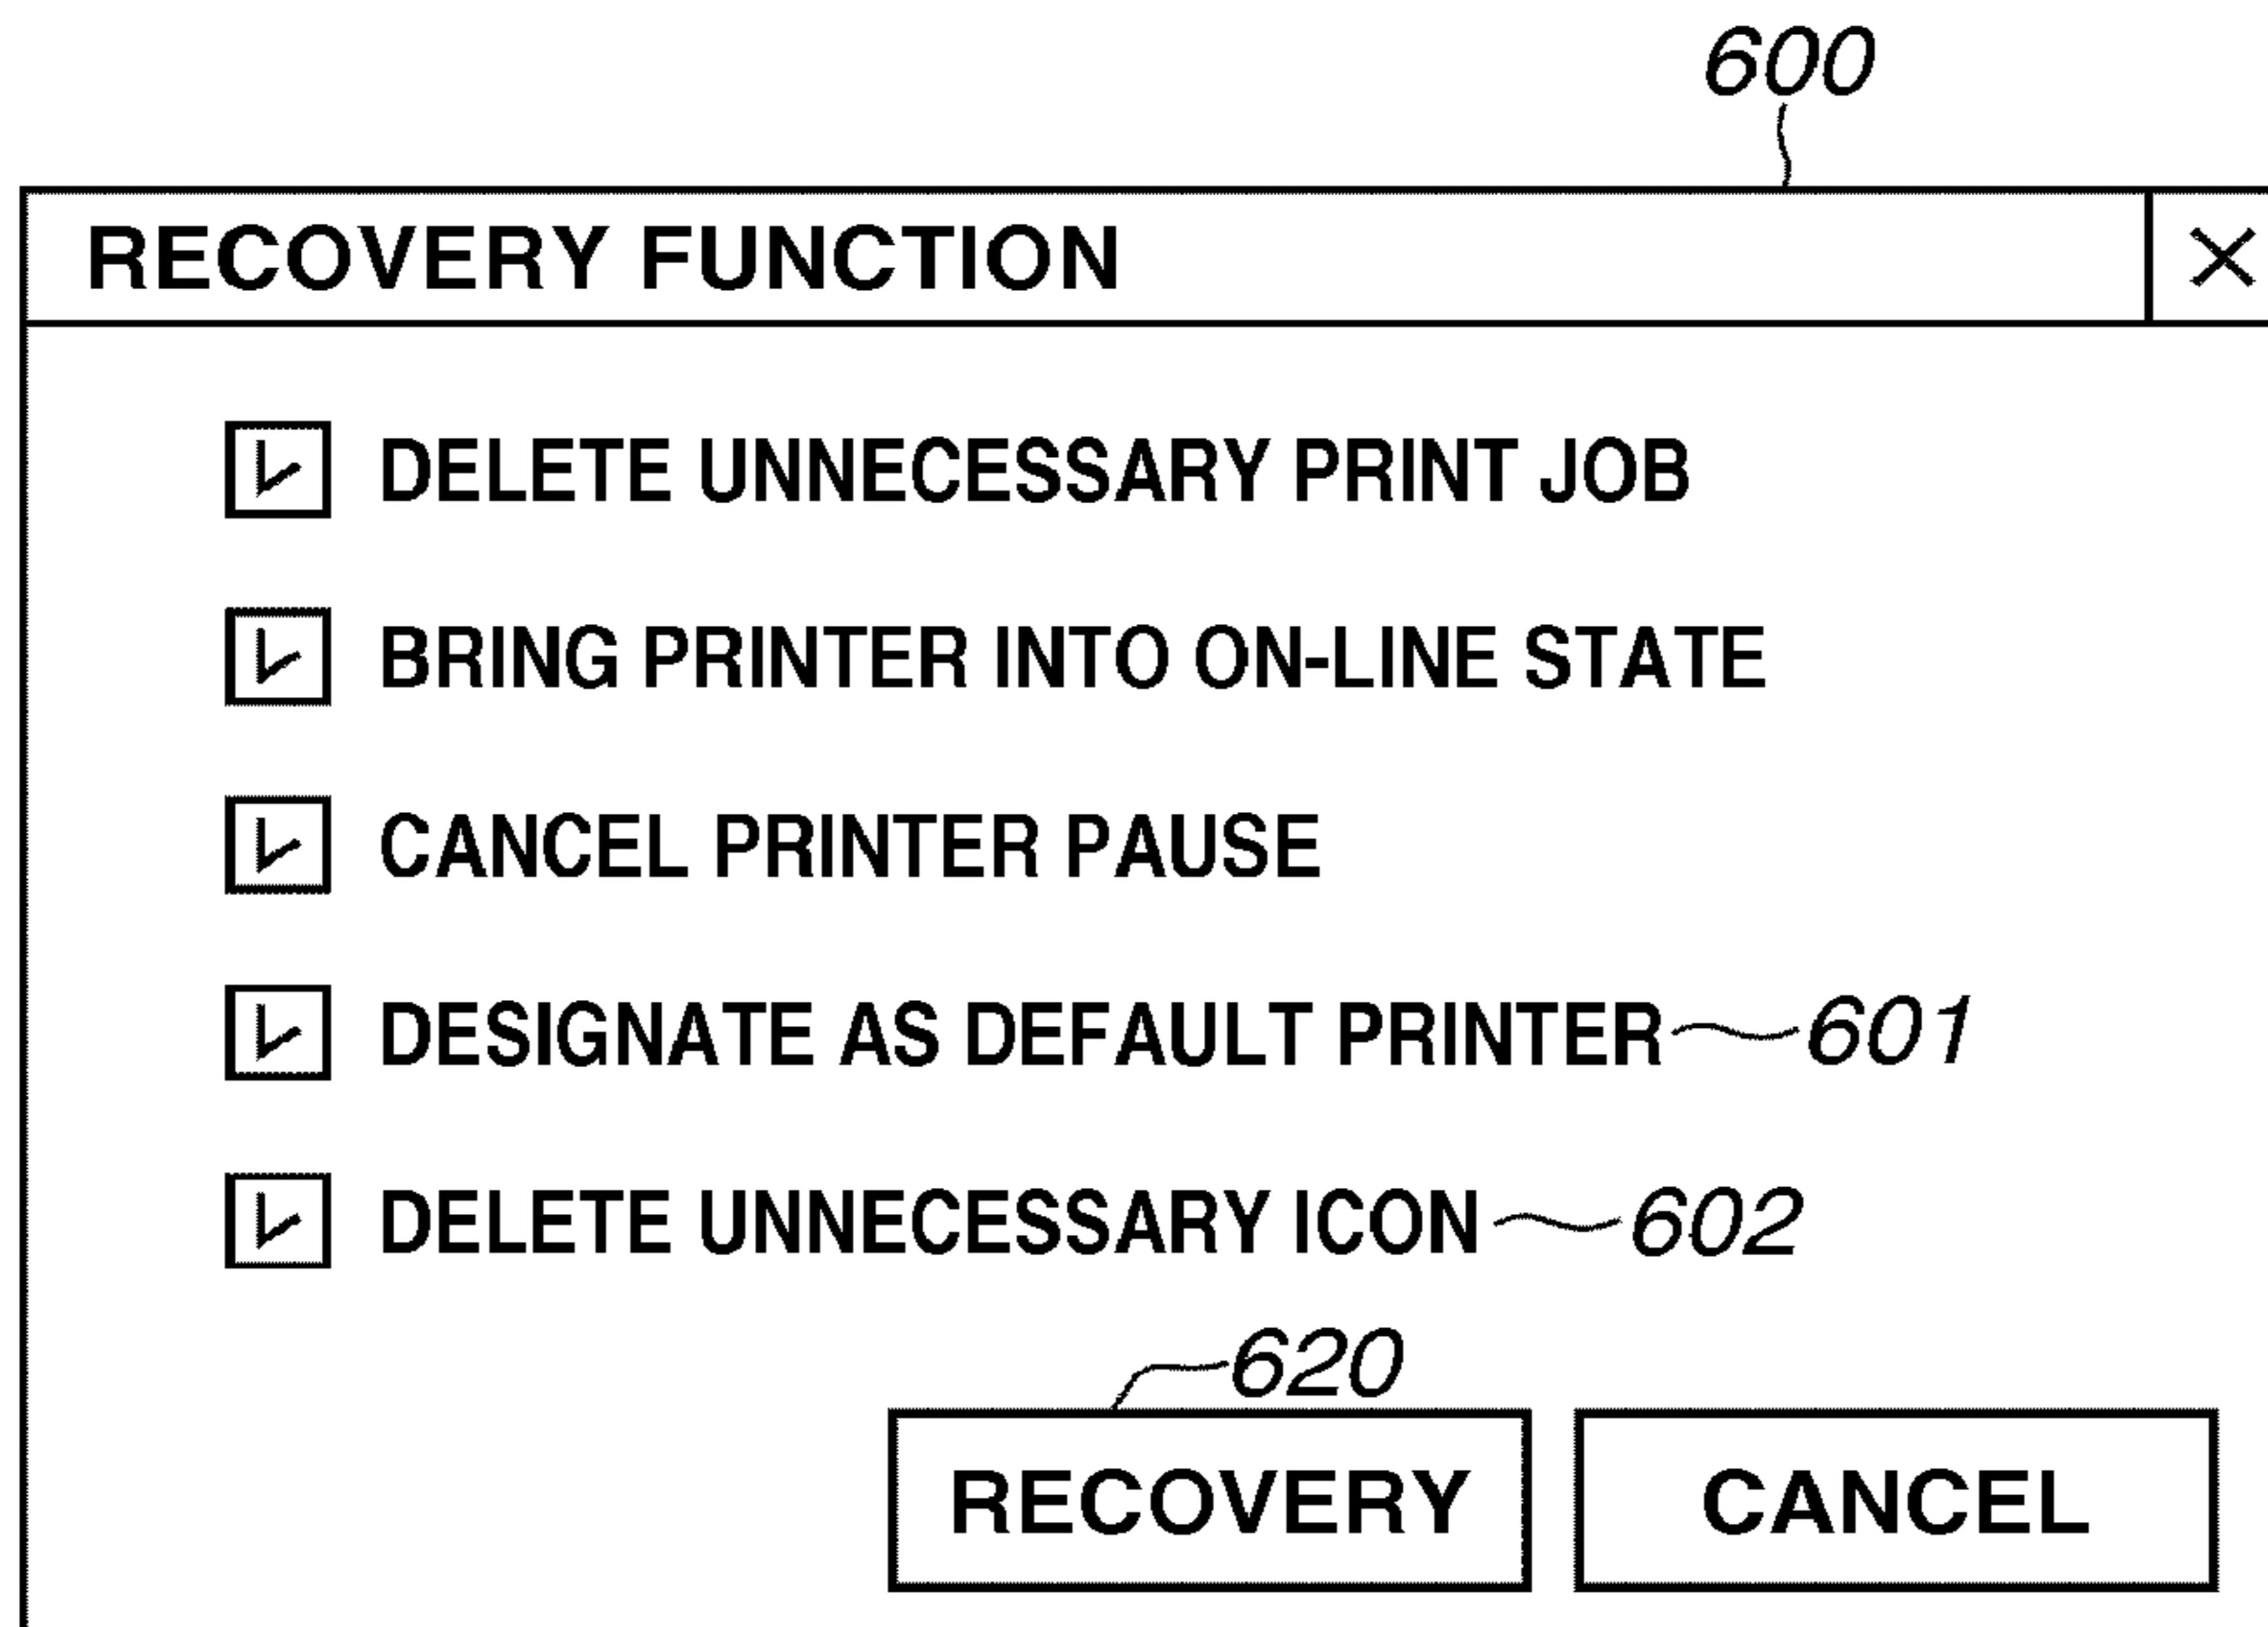 600
RECOVERY FUNCTION ×
DELETE UNNECESSARY PRINT JOB
BRING PRINTER INTO ON-LINE STATE
CANCEL PRINTER PAUSE
DESIGNATE AS DEFAULT PRINTER 601
DELETE UNNECESSARY ICON 602
620
RECOVERY CANCEL